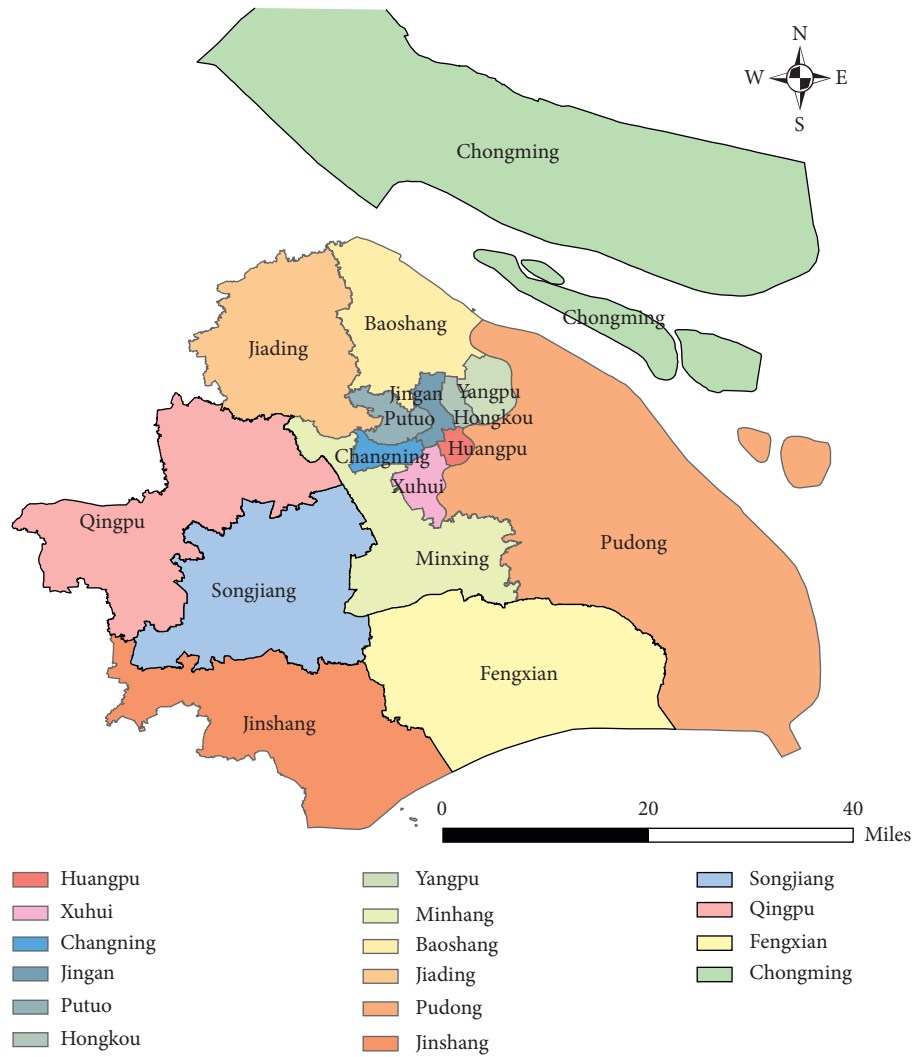 N
W E
S
Chongming
Chongming
Baoshang
Jiading
Jingan
Yangpu
Putuo
Hongkou
Huangpu
Changning
Xuhui
Qingpu
Pudong
Minxing
Songjiang
Fengxian
Jinshang
0 20 40
Miles
Huangpu
Xuhui
Changning
Jingan
Putuo
Hongkou
Yangpu
Minhang
Baoshang
Jiading
Pudong
Jinshang
Songjiang
Qingpu
Fengxian
Chongming